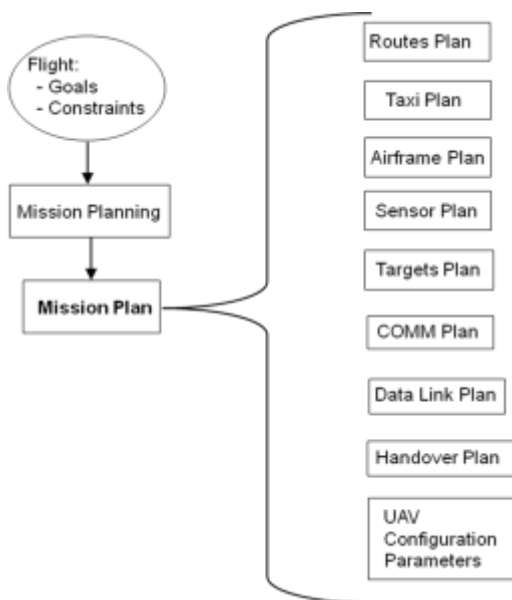 Flight:
- Goals
- Constraints
Mission Planning
Mission Plan
Routes Plan
Taxi Plan
Airframe Plan
Sensor Plan
Targets Plan
COMM Plan
Data Link Plan
Handover Plan
UAV
Configuration
Parameters